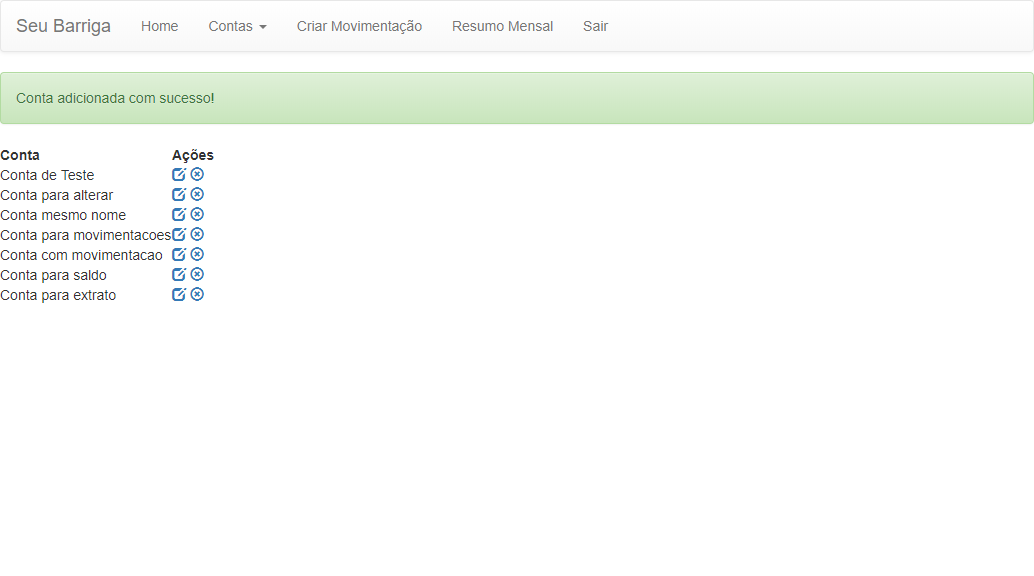 Seu Barriga Home Contas Criar Movimentação Resumo Mensal Sair
Conta adicionada com sucesso!
Conta Ações
Conta de Teste
Conta para alterar
Conta mesmo nome
Conta para movimentacoes
Conta com movimentacao
Conta para saldo
Conta para extrato